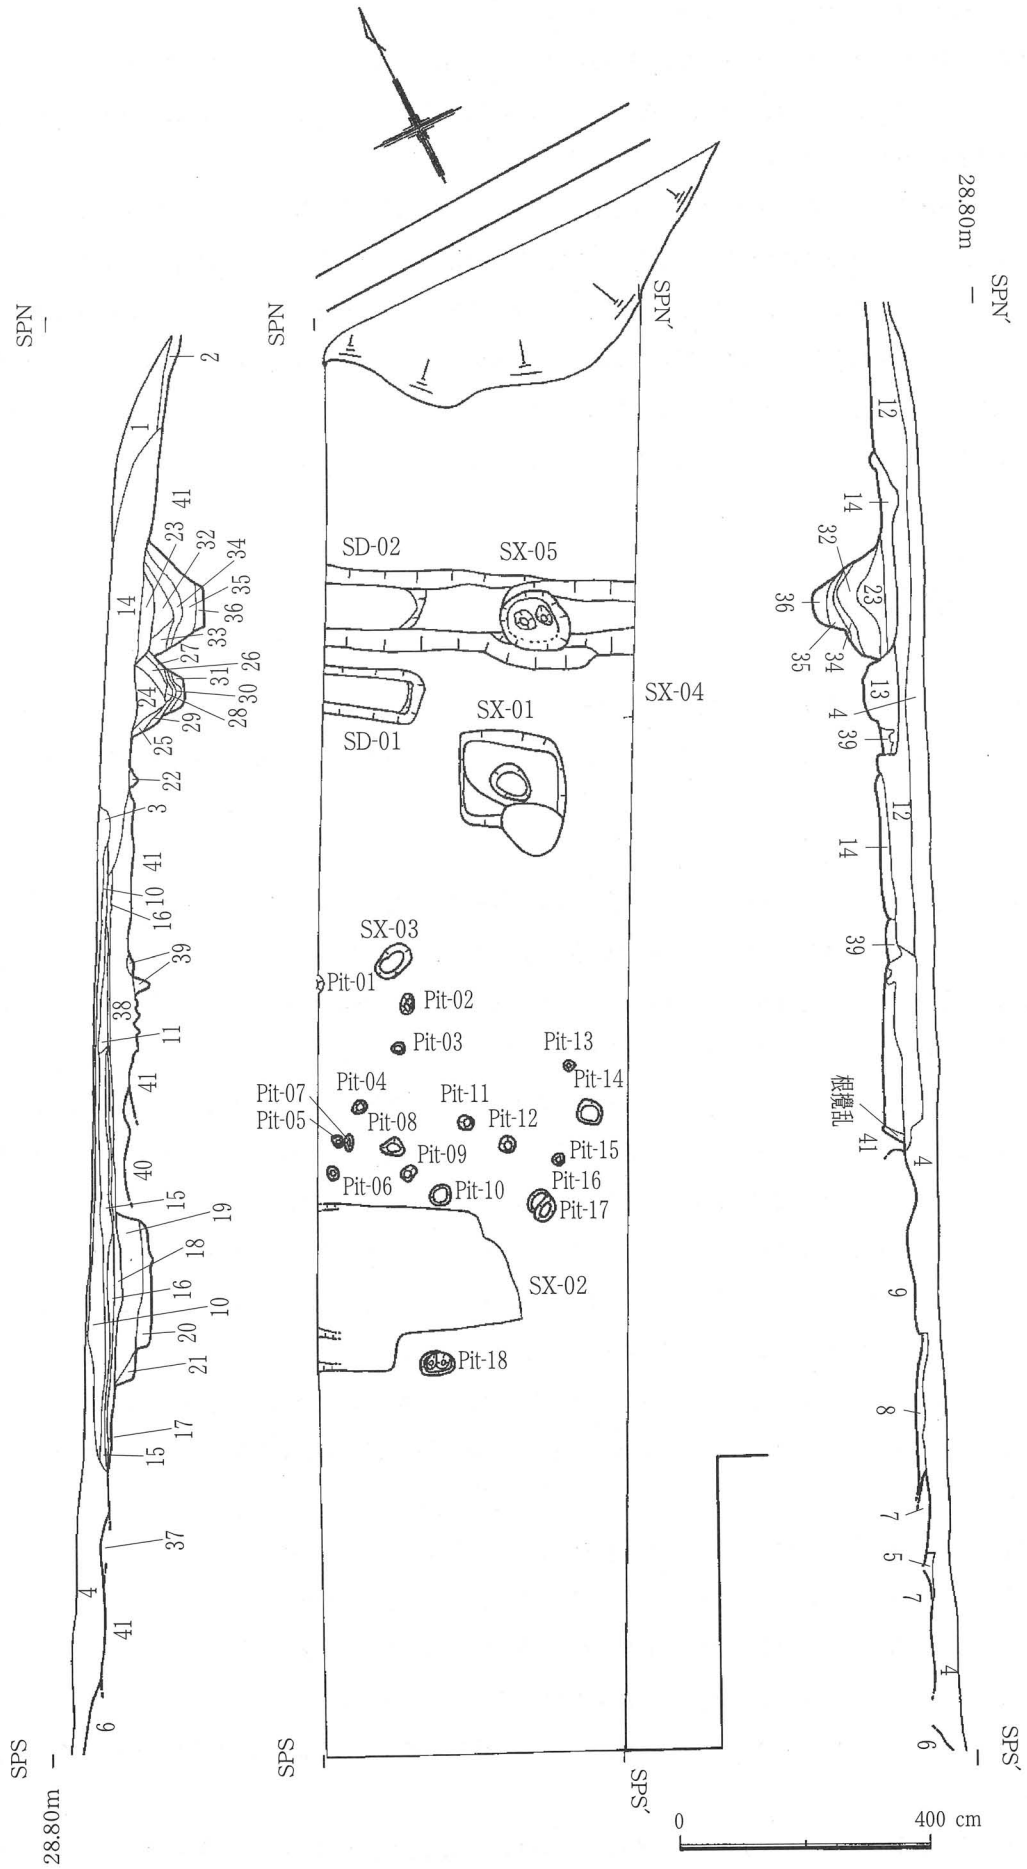 SPN
2
1
41
23
32
34
35
14
36
33
27
26
31
24
30
28
29
25
22
3
41
10
16
39
38
11
41
40
15
19
18
16
10
20
21
17
15
37
4
41
6
SPS
28.80m
SPN
SPN′
SD-02
SX-05
SX-04
SD-01
SX-01
SX-03
Pit-01
Pit-02
Pit-03
Pit-13
Pit-14
Pit-04
Pit-07
Pit-05
Pit-08
Pit-11
Pit-12
Pit-15
Pit-09
Pit-06
Pit-10
Pit-16
Pit-17
SX-02
Pit-18
SPS
SPS′
28.80m
SPN′
12
14
32
23
36
35
34
13
4
39
12
14
39
根撹乱
41
4
9
8
7
5
7
4
6
SPS′
0
400 cm